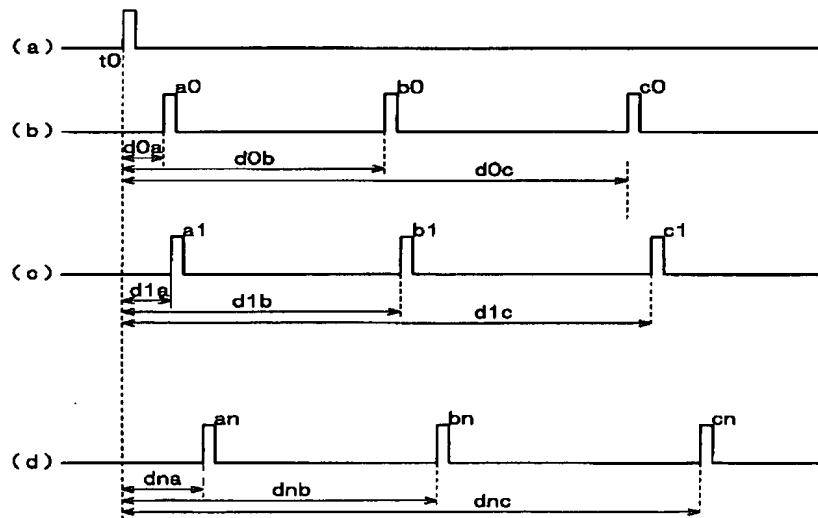 (a)
t0
a0 b0 c0
(b)
d0a
d0b
d0c
a1 b1 c1
(c)
d1a
d1b
d1c
an bn cn
(d)
dna
dnb
dnc